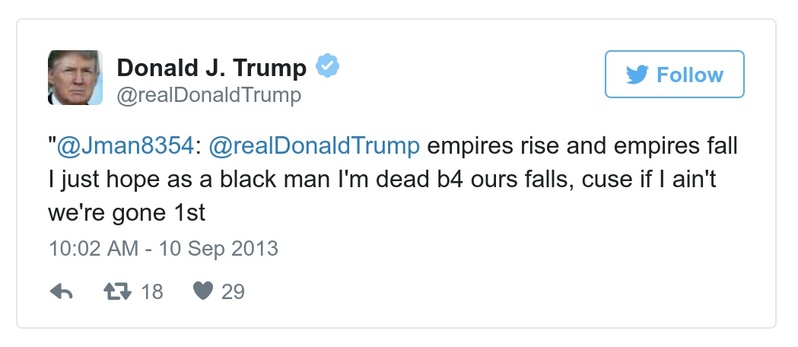 Donald J. Trump
@realDonaldTrump
Follow
"@Jman8354: @realDonaldTrump empires rise and empires fall
I just hope as a black man I'm dead b4 ours falls, cuse if I ain't
we're gone 1st
10:02 AM - 10 Sep 2013
18 29